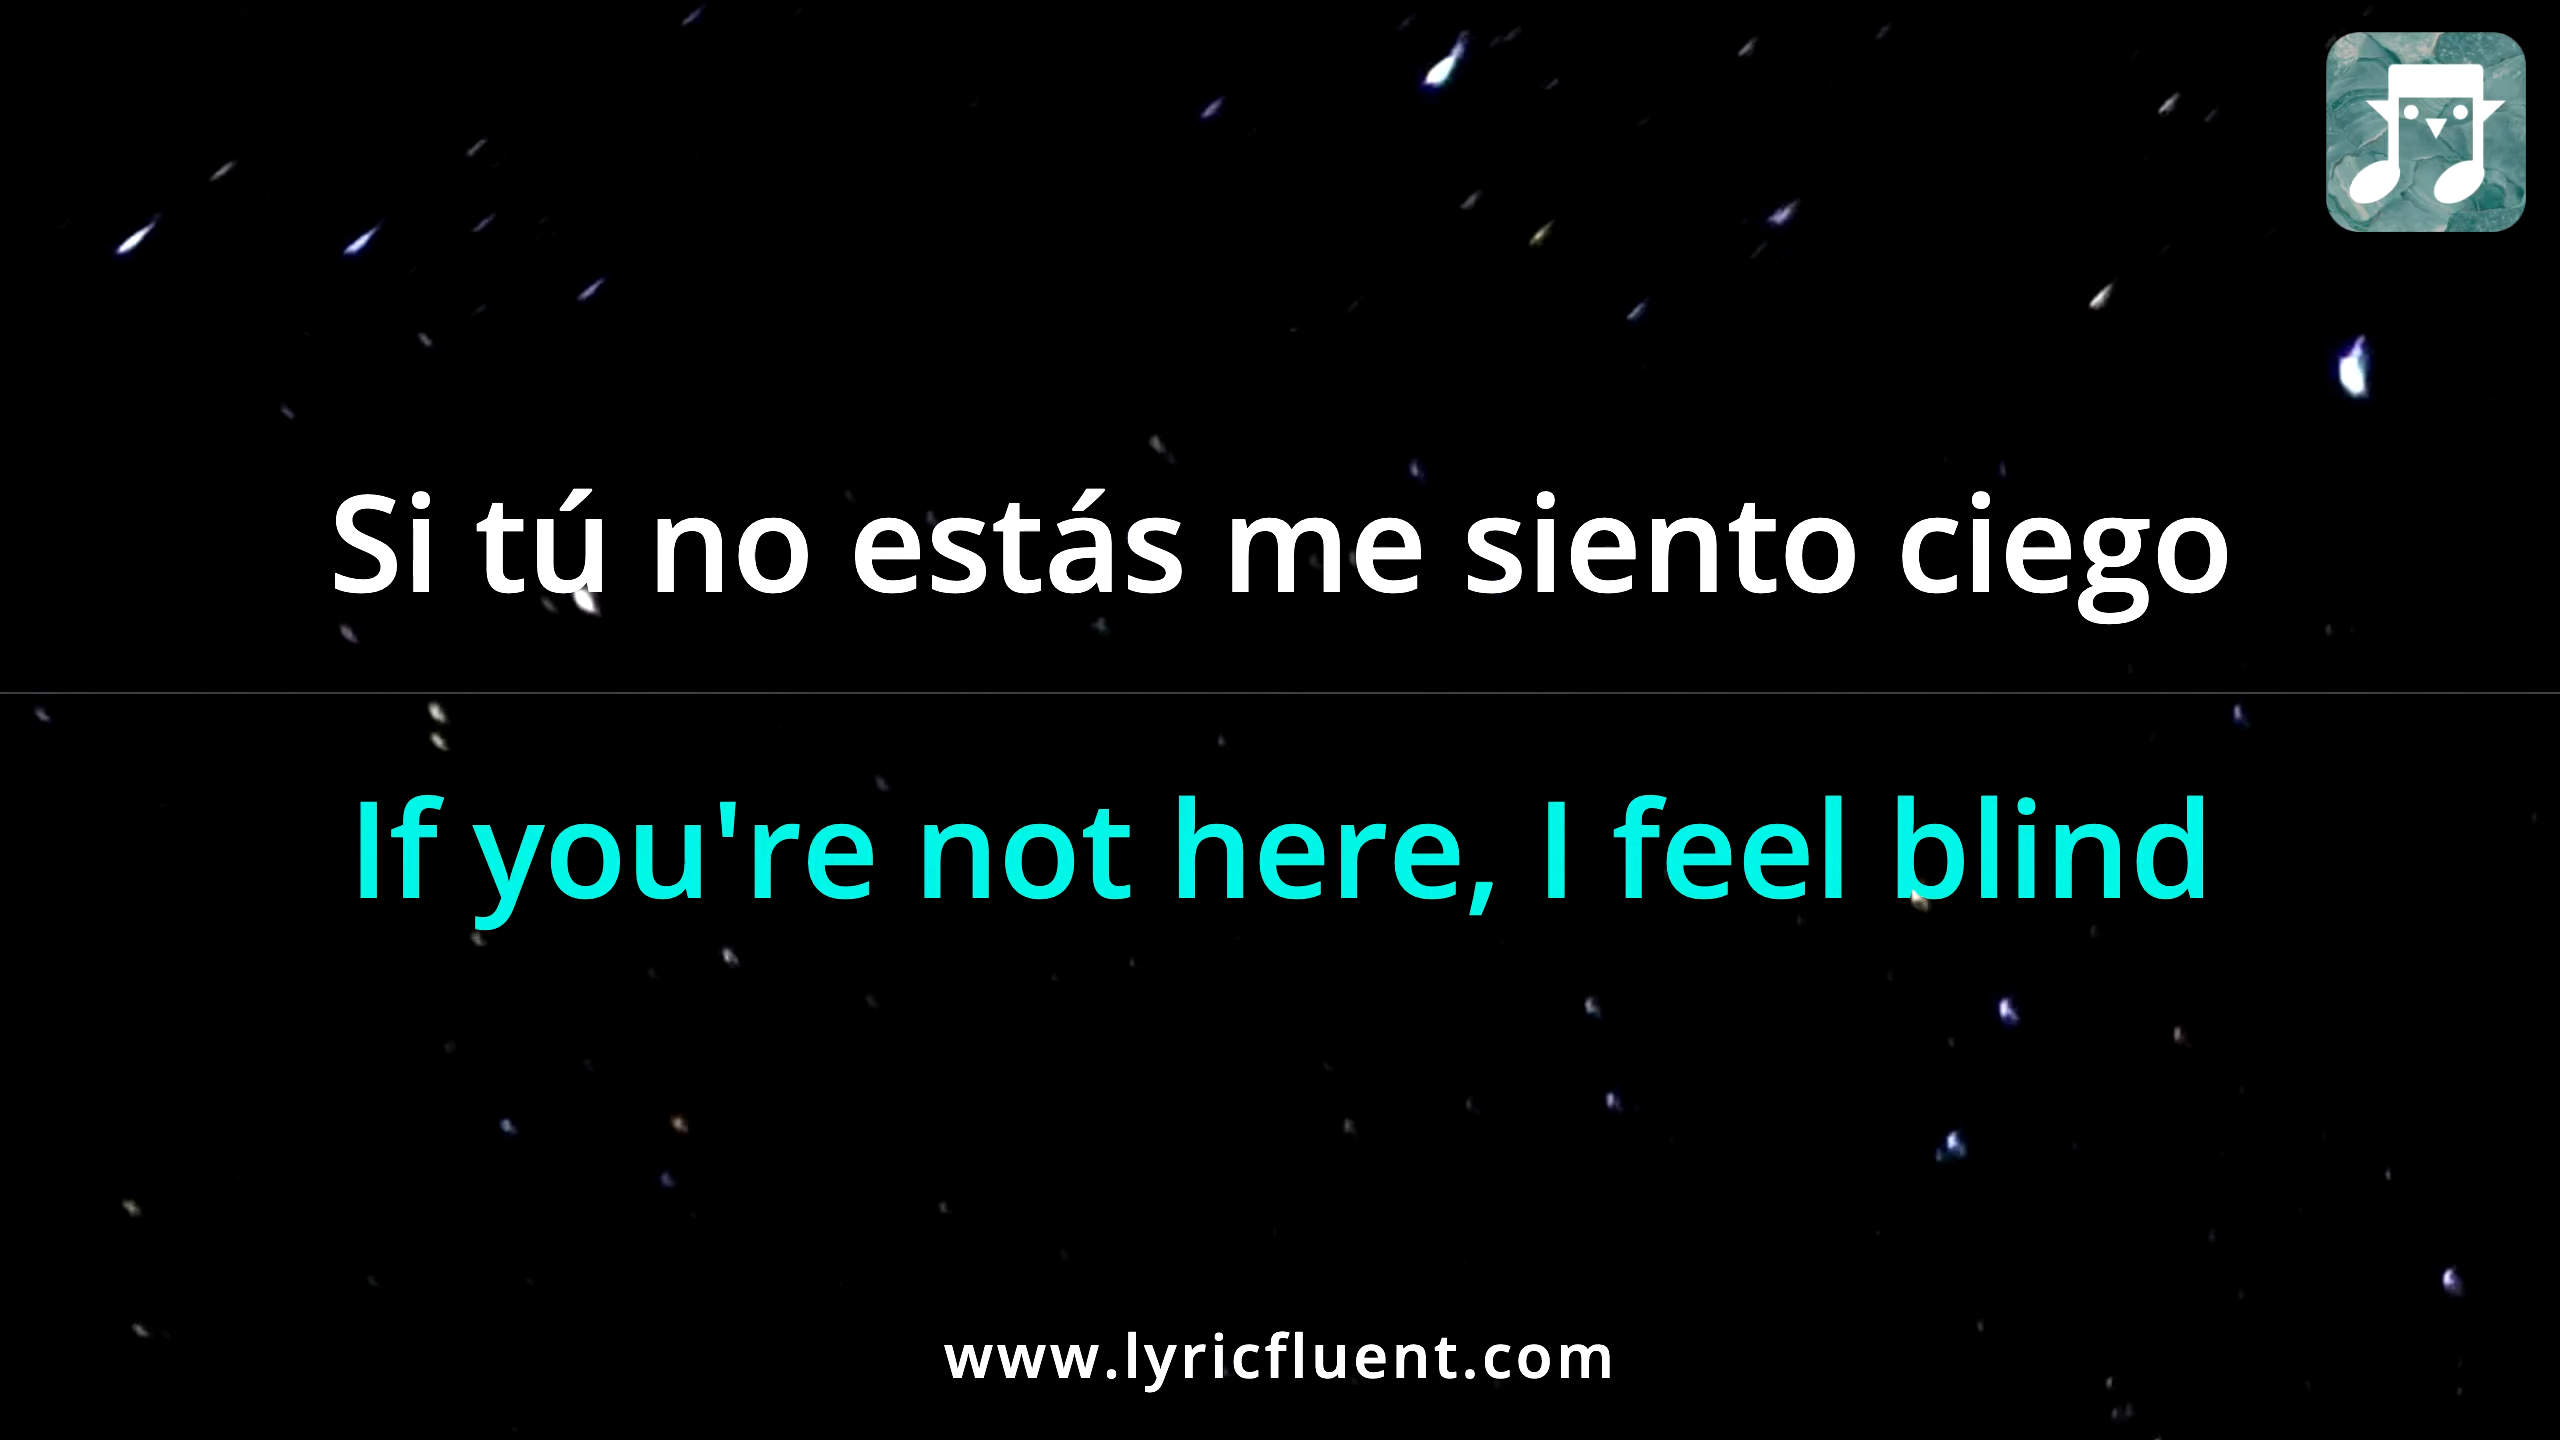 Si tú no estás me siento ciego
If you're not here, I feel blind
www.lyricfluent.com